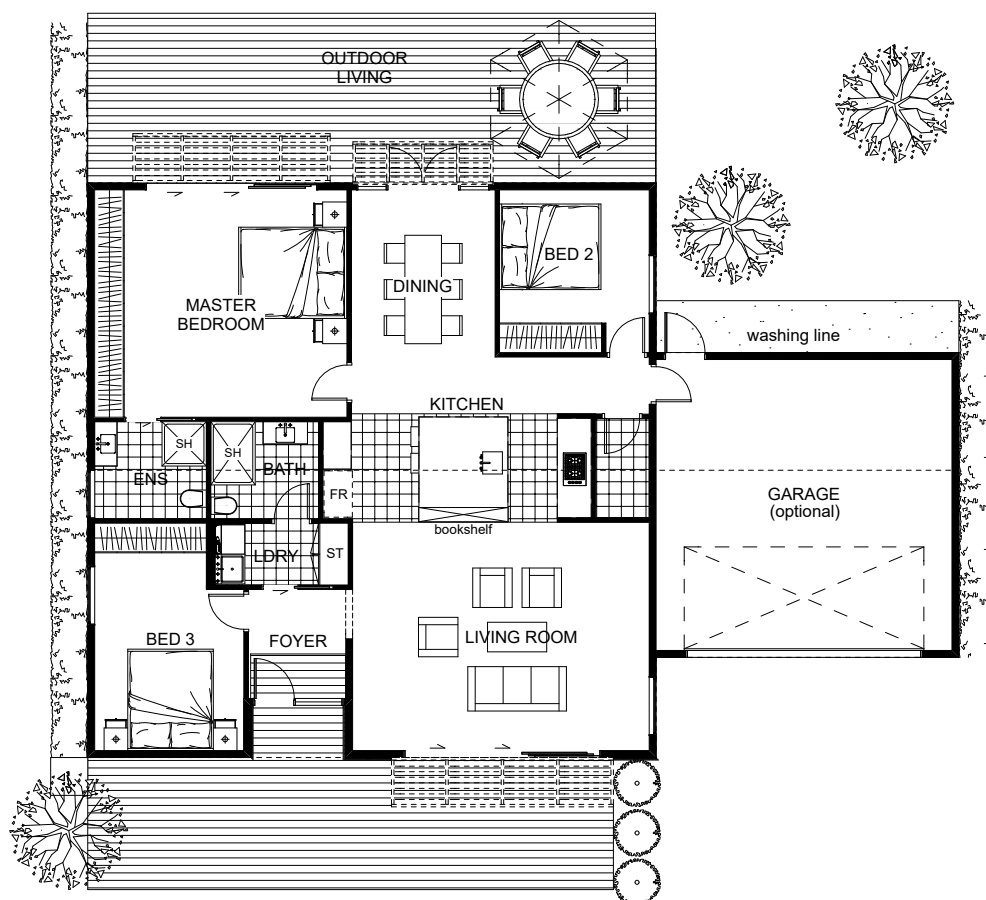 OUTDOOR
LIVING
BED 2
DINING
MASTER
BEDROOM
washing line
KITCHEN
SH
SH
BATH
ENS
FR
GARAGE
(optional)
bookshelf
LDRY
ST
BED 3
FOYER
LIVING ROOM